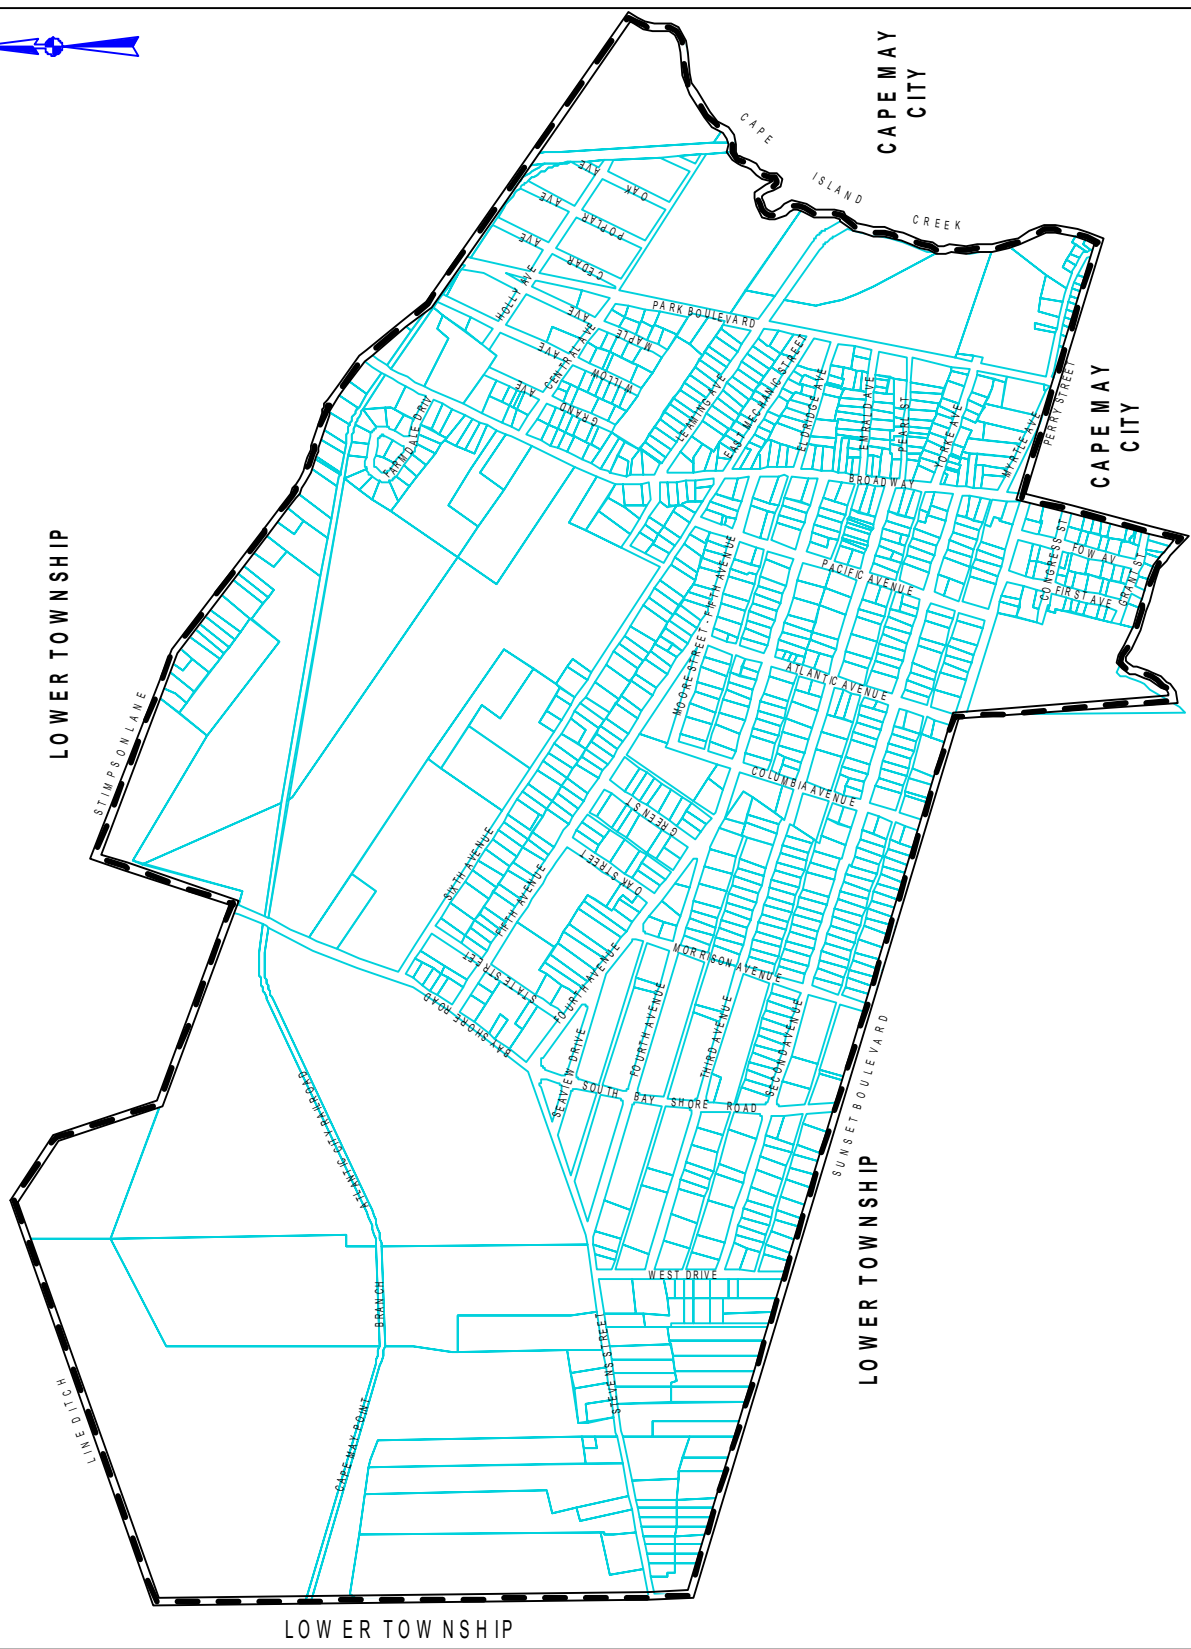 CAPE MAY
CITY
CAPE
ISLAND
CREEK
AVE
OAK
AVE
POPLAR
AVE
CEDAR
HOLLY AVE
PARK BOULEVARD
AVE
MAPLE
CENTRAL AVE
AVE
WILLOW
AVE
GRAND
FARMDALE DRIV
LEAMING AVE
EAST MECHANIC STREET
ELDRIDGE AVE
EMRALD AVE
PEARL ST
YORKE AVE
MYRTLE AVE
PERRY STREET
CAPE MAY
CITY
BROADWAY
LOWER TOWNSHIP
CONGRESS ST
FOW AV
FIRST AVE
GRANT ST
PACIFIC AVENUE
MOORE STREET - FIFTH AVENUE
ATLANTIC AVENUE
STIMPSON LANE
COLUMBIA AVENUE
GREEN ST
OAK STREET
SIXTH AVENUE
FIFTH AVENUE
STATE STREET
FOURTH AVENUE
MORRISON AVENUE
BAY SHORE ROAD
SEAVIEW DRIVE
FOURTH AVENUE
THIRD AVENUE
SECOND AVENUE
SOUTH BAY SHORE ROAD
SUNSET BOULEVARD
ATLANTIC CITY RAILROAD
LOWER TOWNSHIP
WEST DRIVE
BRANCH
STEVENS STREET
LINE DITCH
CAPE MAY POINT
LOWER TOWNSHIP